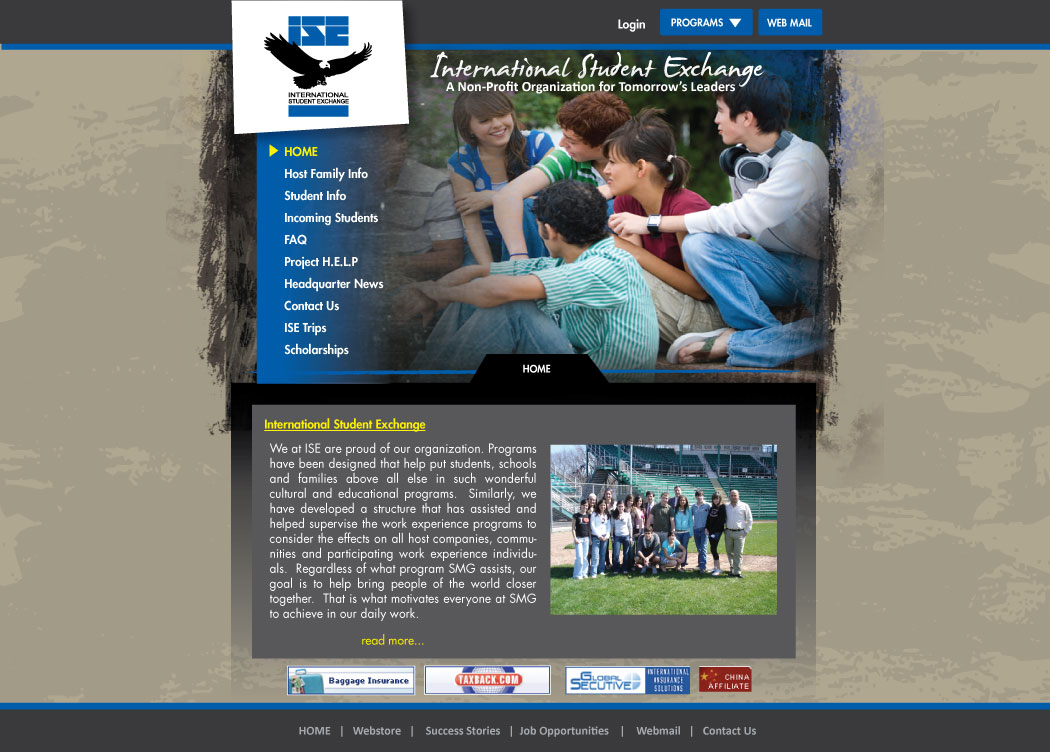 Login
PROGRAMS
WEB MAIL
ISE
INTERNATIONAL
STUDENT EXCHANGE
International Student Exchange
A Non-Profit Organization for Tomorrow's Leaders
HOME
Host Family Info
Student Info
Incoming Students
FAQ
Project H.E.L.P
Headquarter News
Contact Us
ISE Trips
Scholarships
HOME
International Student Exchange
We at ISE are proud of our organization. Programs
have been designed that help put students, schools
and families above all else in such wonderful
cultural and educational programs. Similarly, we
have developed a structure that has assisted and
helped supervise the work experience programs to
consider the effects on all host companies, commu-
nities and participating work experience individu-
als. Regardless of what program SMG assists, our
goal is to help bring people of the world closer
together. That is what motivates everyone at SMG
to achieve in our daily work.
read more...
Baggage Insurance
TAXBACK.COM
GLOBAL
SECUTIVE
INTERNATIONAL
INSURANCE
SOLUTIONS
CHINA
AFFILIATE
HOME | Webstore | Success Stories | Job Opportunities | Webmail | Contact Us